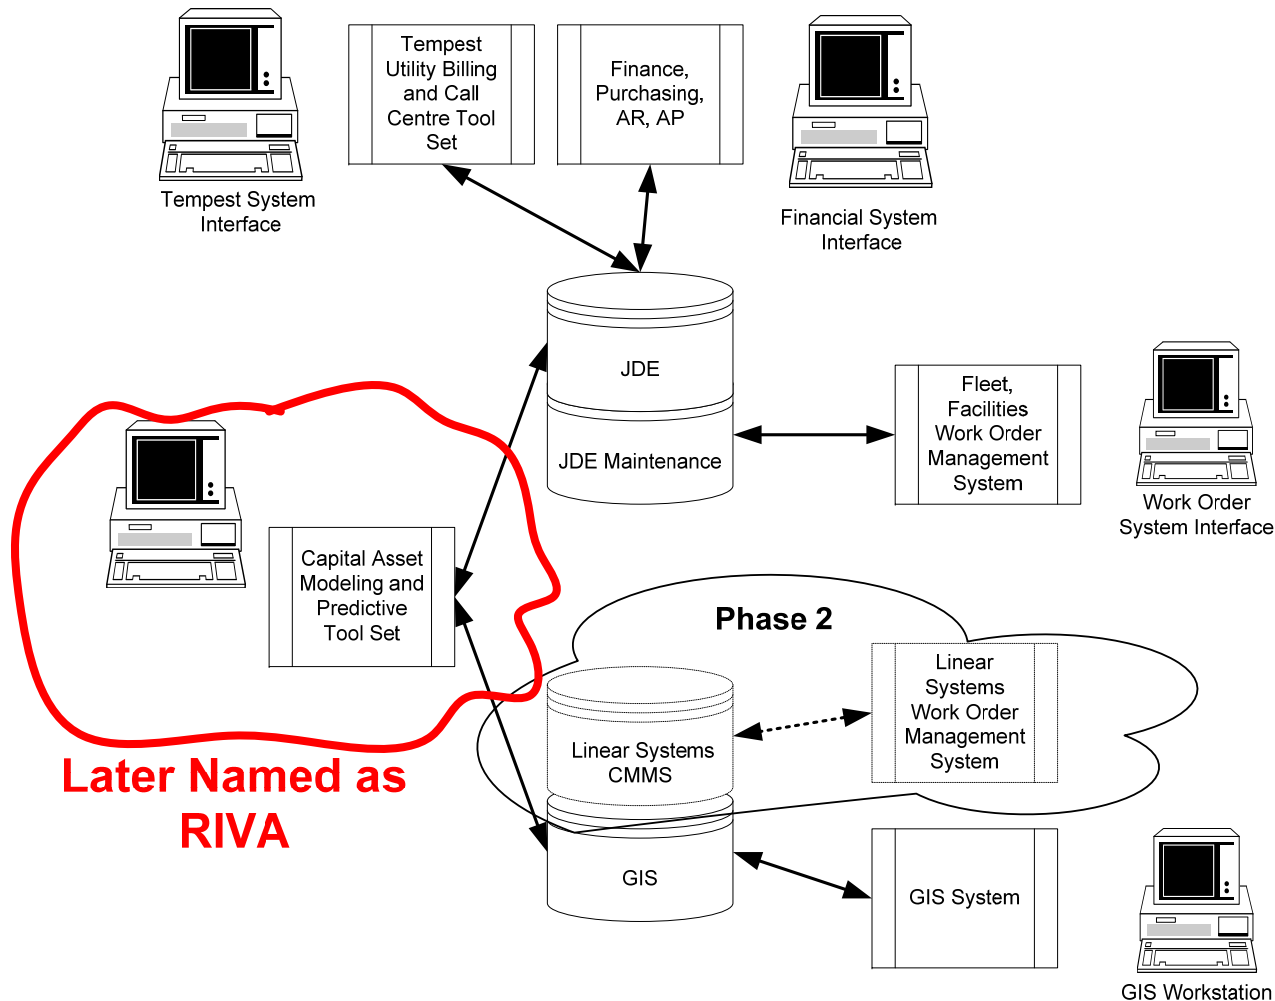 Tempest
Utility Billing
and Call
Centre Tool
Set
Finance,
Purchasing,
AR, AP
Tempest System
Interface
Financial System
Interface
JDE
JDE Maintenance
Fleet,
Facilities
Work Order
Management
System
Work Order
System Interface
Capital Asset
Modeling and
Predictive
Tool Set
Phase 2
Linear
Systems
Work Order
Management
System
Linear Systems
CMMS
Later Named as
RIVA
GIS
GIS System
GIS Workstation